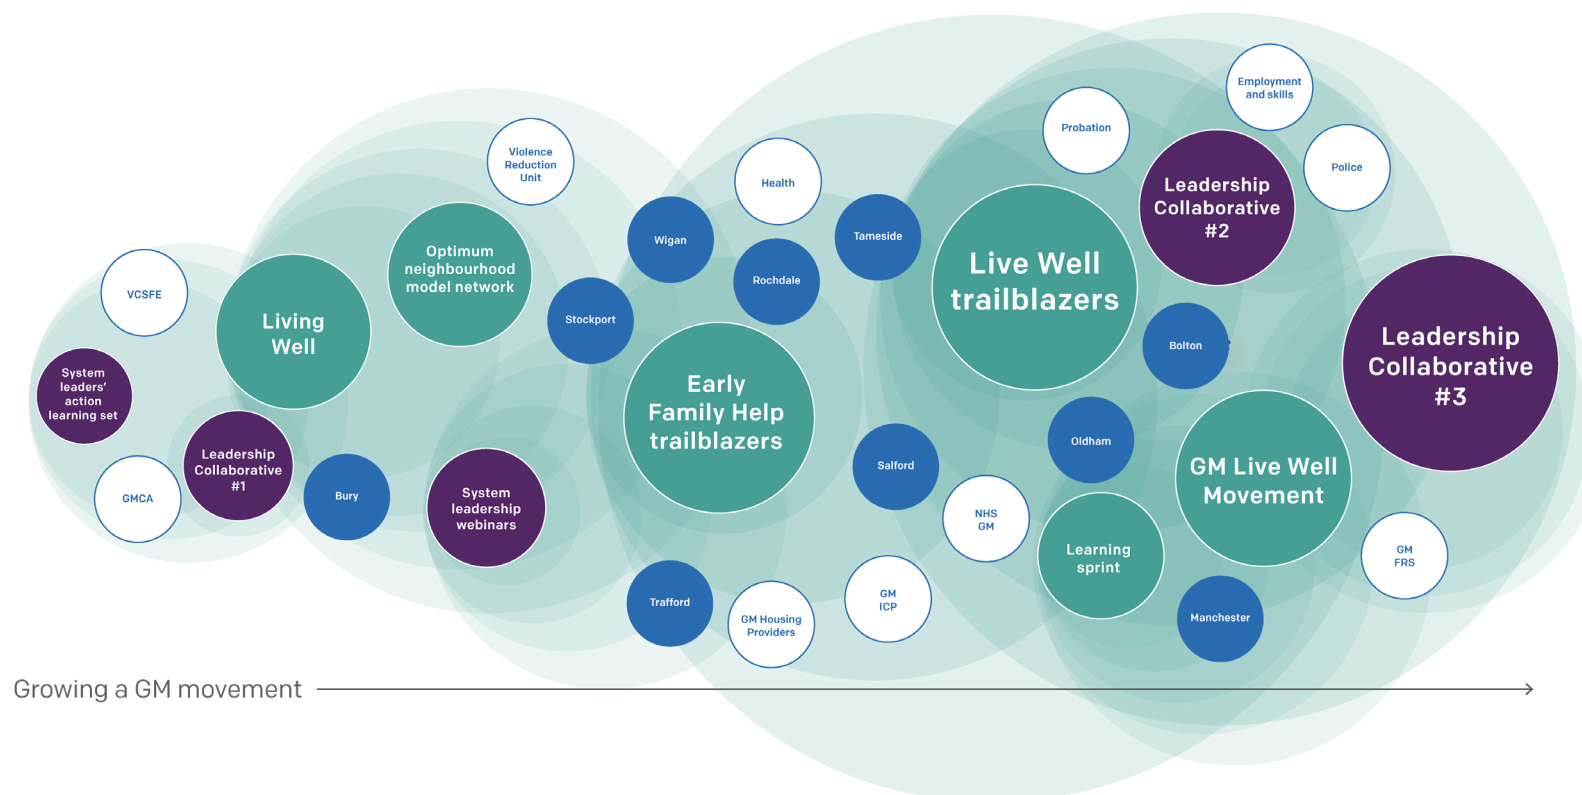 VCSFE
System
leaders'
action
learning set
GMCA
Living
Well
Leadership
Collaborative
#1
Bury
Optimum
neighbourhood
model network
Violence
Reduction
Unit
System
leadership
webinars
Stockport
Wigan
Health
Rochdale
Tameside
Early
Family Help
trailblazers
Trafford
GM Housing
Providers
GM
ICP
Salford
NHS
GM
Live Well
trailblazers
Probation
Employment
and skills
Leadership
Collaborative
#2
Police
Bolton
Oldham
Learning
sprint
GM Live Well
Movement
Manchester
Leadership
Collaborative
#3
GM
FRS
Growing a GM movement